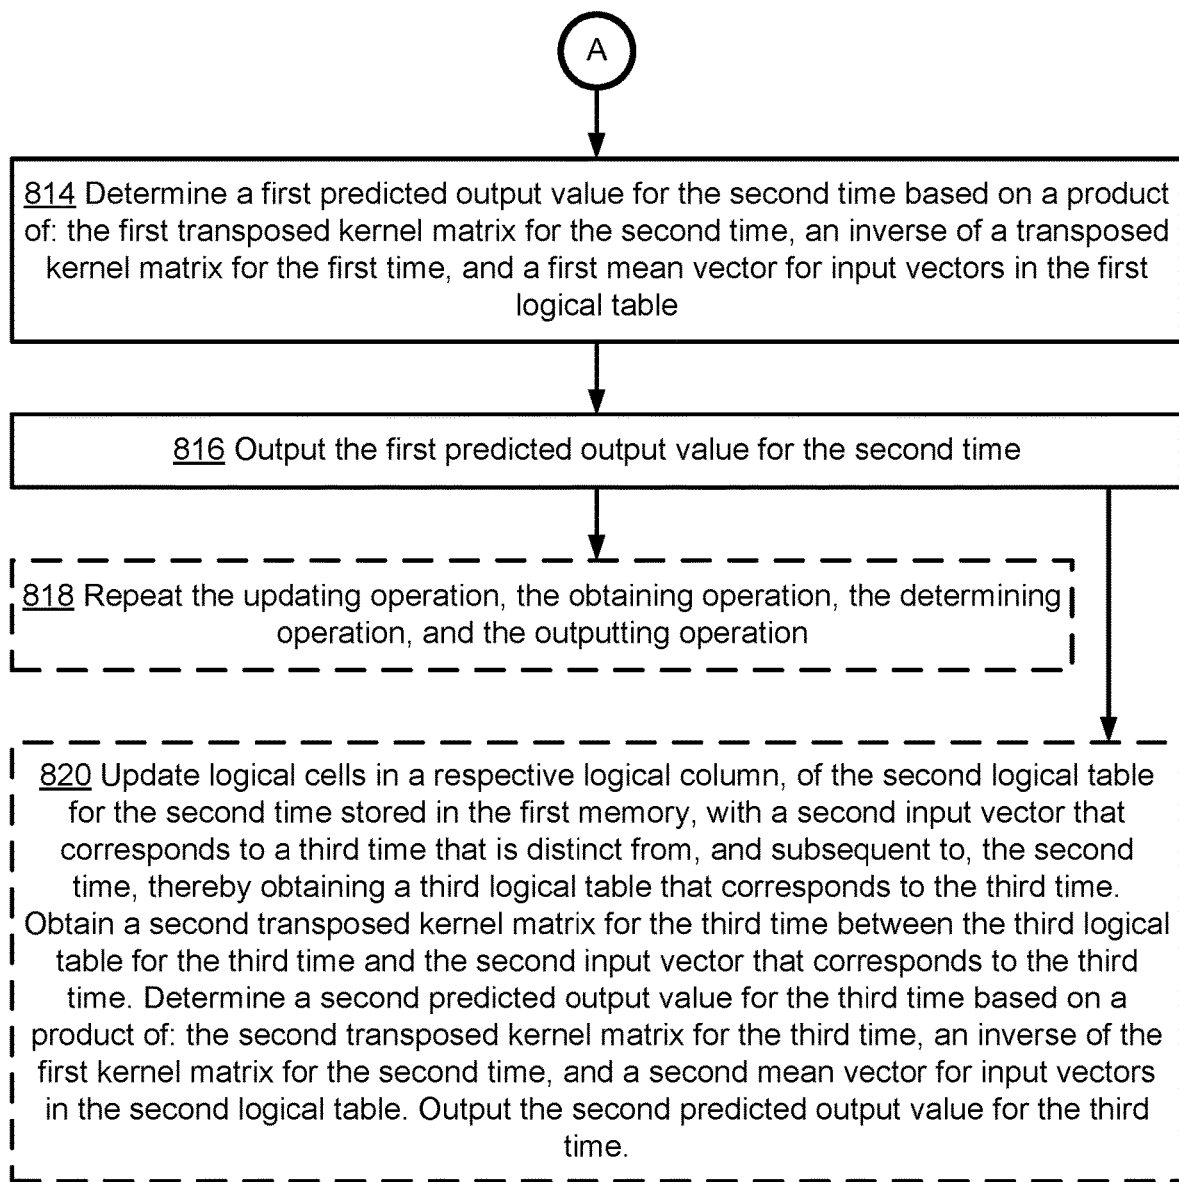 A
814 Determine a first predicted output value for the second time based on a product
of: the first transposed kernel matrix for the second time, an inverse of a transposed
kernel matrix for the first time, and a first mean vector for input vectors in the first
logical table
816 Output the first predicted output value for the second time
818 Repeat the updating operation, the obtaining operation, the determining
operation, and the outputting operation
820 Update logical cells in a respective logical column, of the second logical table
for the second time stored in the first memory, with a second input vector that
corresponds to a third time that is distinct from, and subsequent to, the second
time, thereby obtaining a third logical table that corresponds to the third time.
Obtain a second transposed kernel matrix for the third time between the third logical
table for the third time and the second input vector that corresponds to the third
time. Determine a second predicted output value for the third time based on a
product of: the second transposed kernel matrix for the third time, an inverse of the
first kernel matrix for the second time, and a second mean vector for input vectors
in the second logical table. Output the second predicted output value for the third
time.